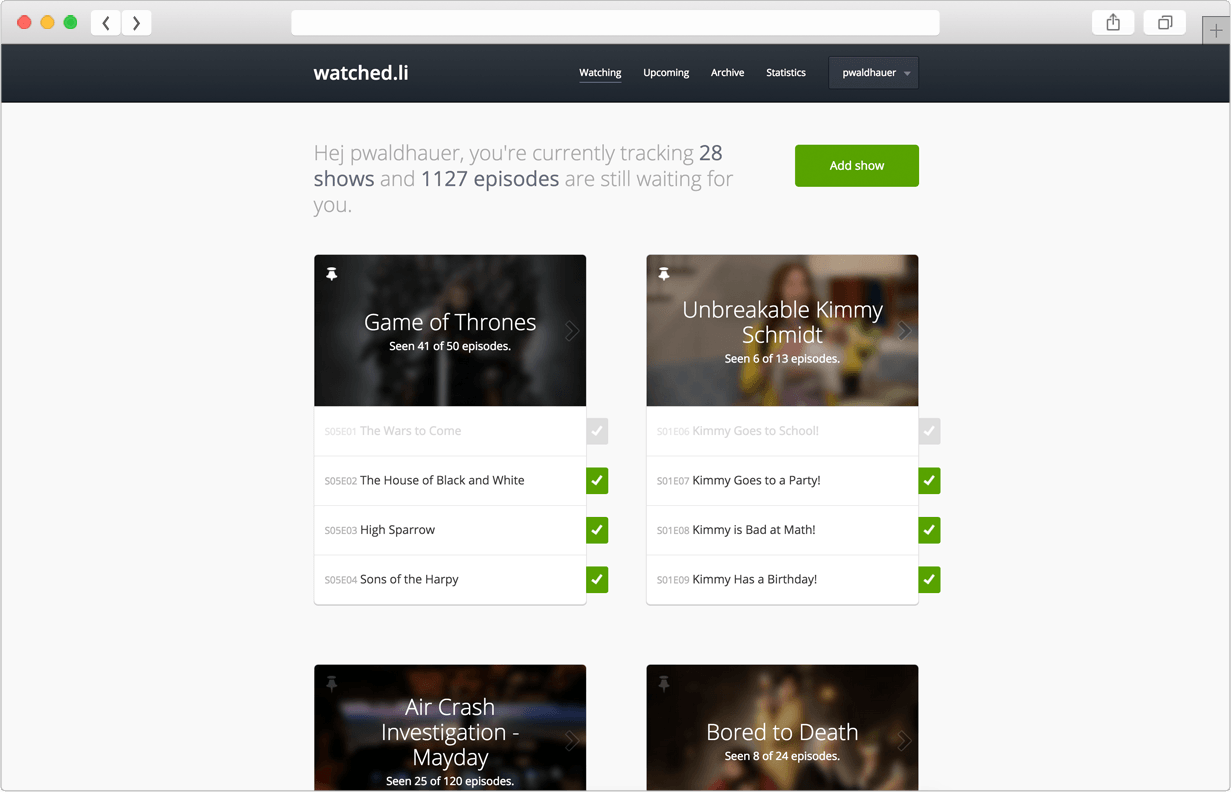 watched.li
Watching
Upcoming
Archive
Statistics
pwaldhauer
Hej pwaldhauer, you're currently tracking 28
shows and 1127 episodes are still waiting for
you.
Add show
Game of Thrones
Seen 41 of 50 episodes.
S05E01 The Wars to Come
S05E02 The House of Black and White
S05E03 High Sparrow
S05E04 Sons of the Harpy
Unbreakable Kimmy
Schmidt
Seen 6 of 13 episodes.
S01E06 Kimmy Goes to School!
S01E07 Kimmy Goes to a Party!
S01E08 Kimmy is Bad at Math!
S01E09 Kimmy Has a Birthday!
Air Crash
Investigation -
Mayday
Seen 25 of 120 episodes.
Bored to Death
Seen 8 of 24 episodes.